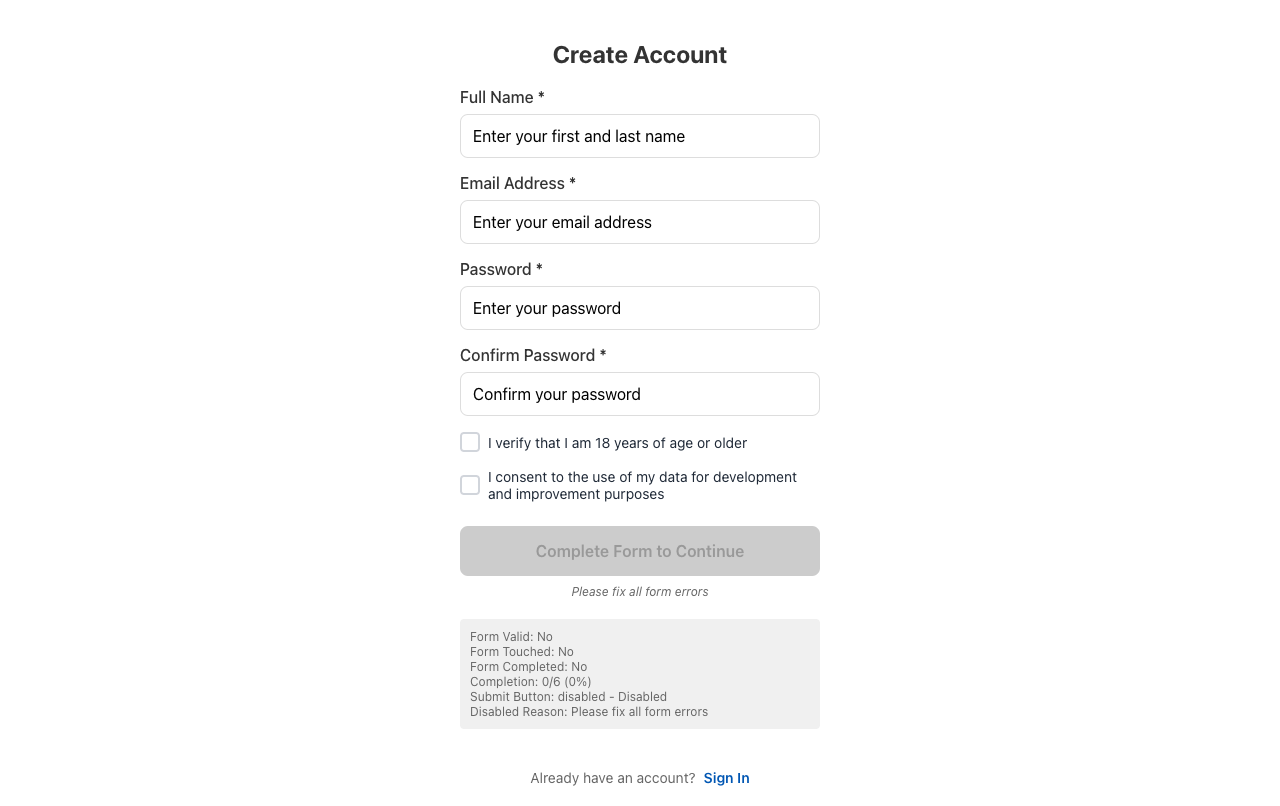 Create Account
Full Name *
Enter your first and last name
Email Address *
Enter your email address
Password *
Enter your password
Confirm Password *
Confirm your password
I verify that I am 18 years of age or older
I consent to the use of my data for development
and improvement purposes
Complete Form to Continue
Please fix all form errors
Form Valid: No
Form Touched: No
Form Completed: No
Completion: 0/6 (0%)
Submit Button: disabled - Disabled
Disabled Reason: Please fix all form errors
Already have an account? Sign In